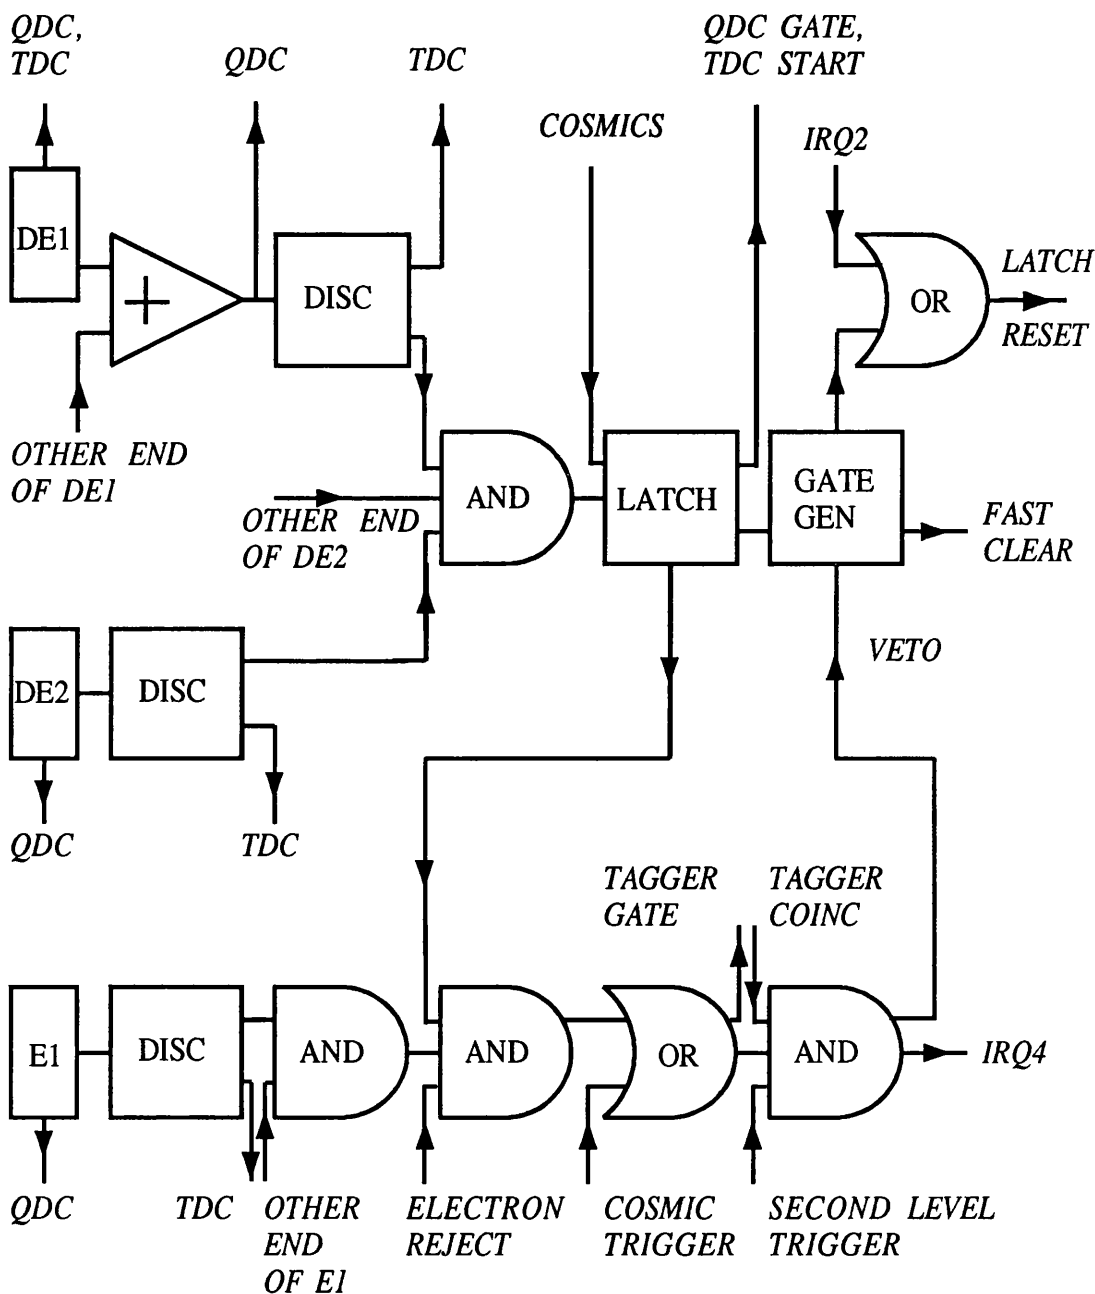 QDC,
TDC
QDC
TDC
QDC GATE,
TDC START
COSMICS
IRQ2
DE1
DISC
OR
LATCH
RESET
OTHER END
OF DE1
AND
LATCH
GATE
GEN
OTHER END
OF DE2
FAST
CLEAR
DE2
DISC
VETO
QDC
TDC
TAGGER
GATE
TAGGER
COINC
E1
DISC
AND
AND
OR
AND
IRQ4
QDC
TDC
OTHER
END
OF E1
ELECTRON
REJECT
COSMIC
TRIGGER
SECOND LEVEL
TRIGGER